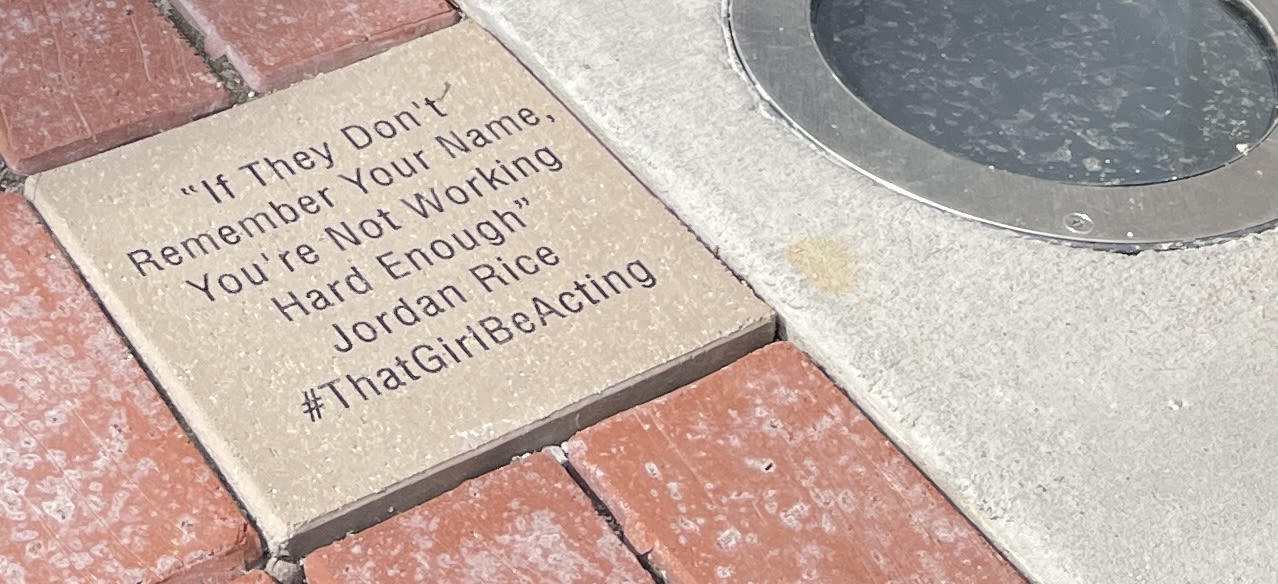 “If They Don't
Remember Your Name,
You're Not Working
Hard Enough”
Jordan Rice
#ThatGirlBeActing